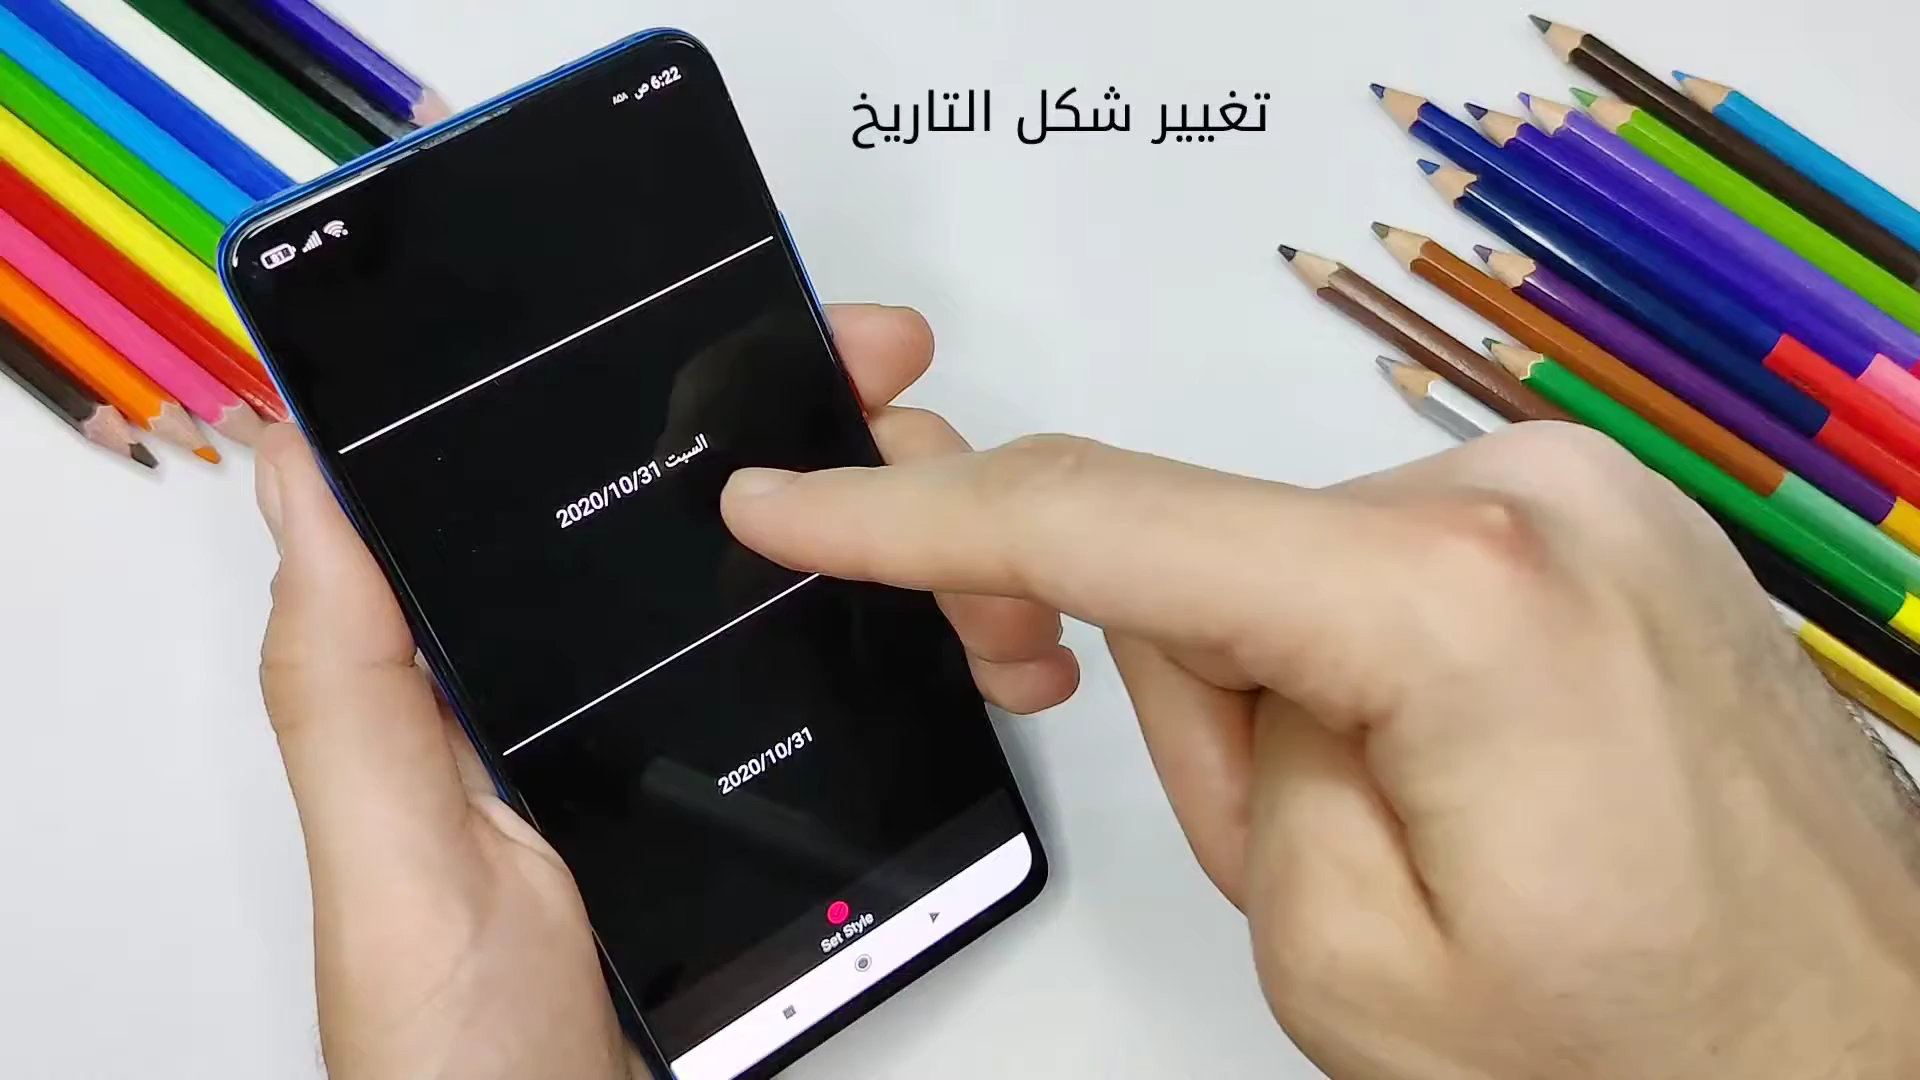 تغيير شكل التاريخ
6:22 ص
السبت 2020/10/31
2020/10/31
Set Style